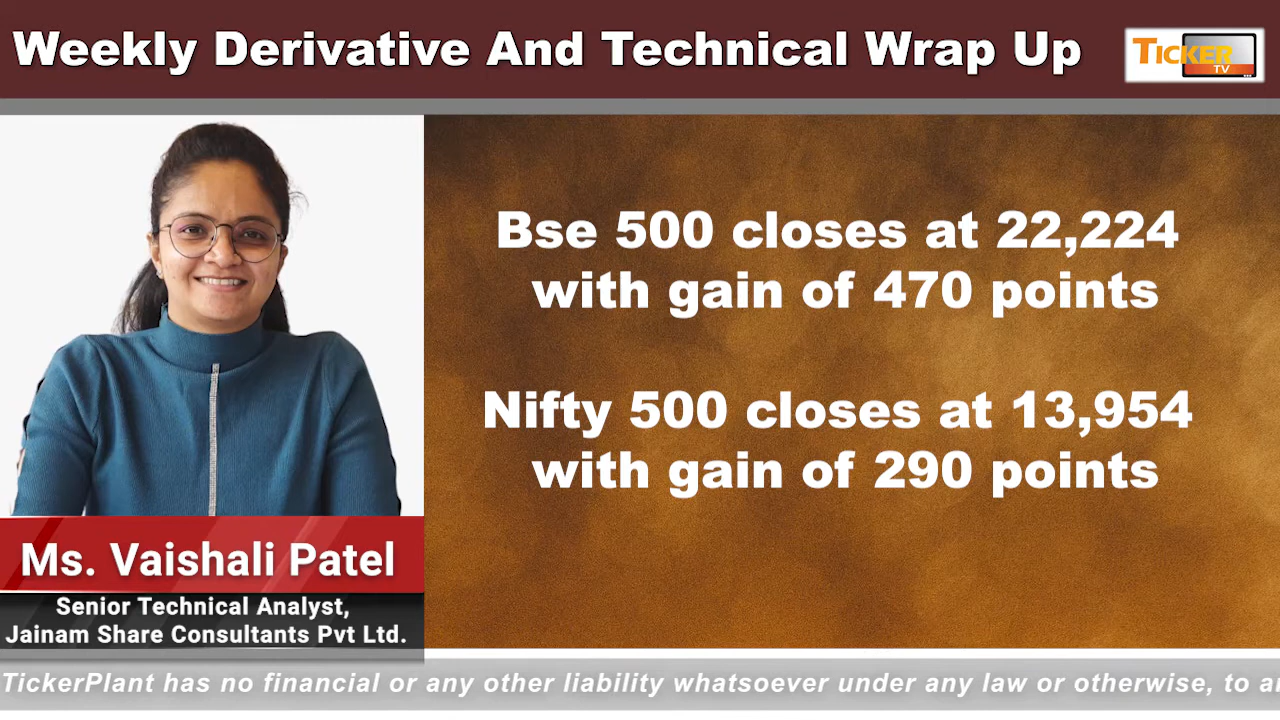 Weekly Derivative And Technical Wrap Up
TICKER
TV
Bse 500 closes at 22,224
with gain of 470 points
Nifty 500 closes at 13,954
with gain of 290 points
Ms. Vaishali Patel
Senior Technical Analyst,
Jainam Share Consultants Pvt Ltd.
TickerPlant has no financial or any other liability whatsoever under any law or otherwise, to